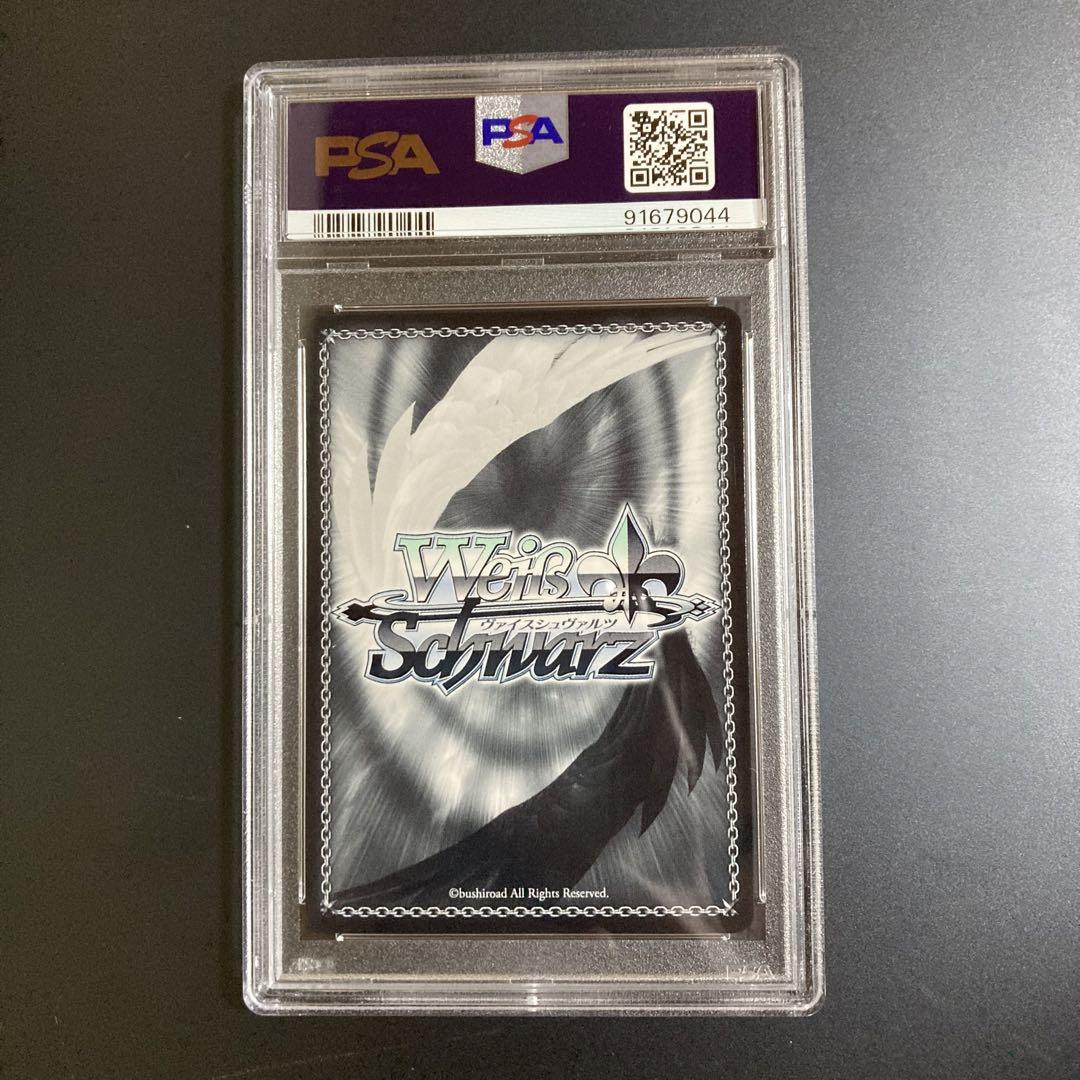 PSA
PSA
91679044
Weiß
ヴァイスシュヴァルツ
Schwarz
©bushiroad All Rights Reserved.